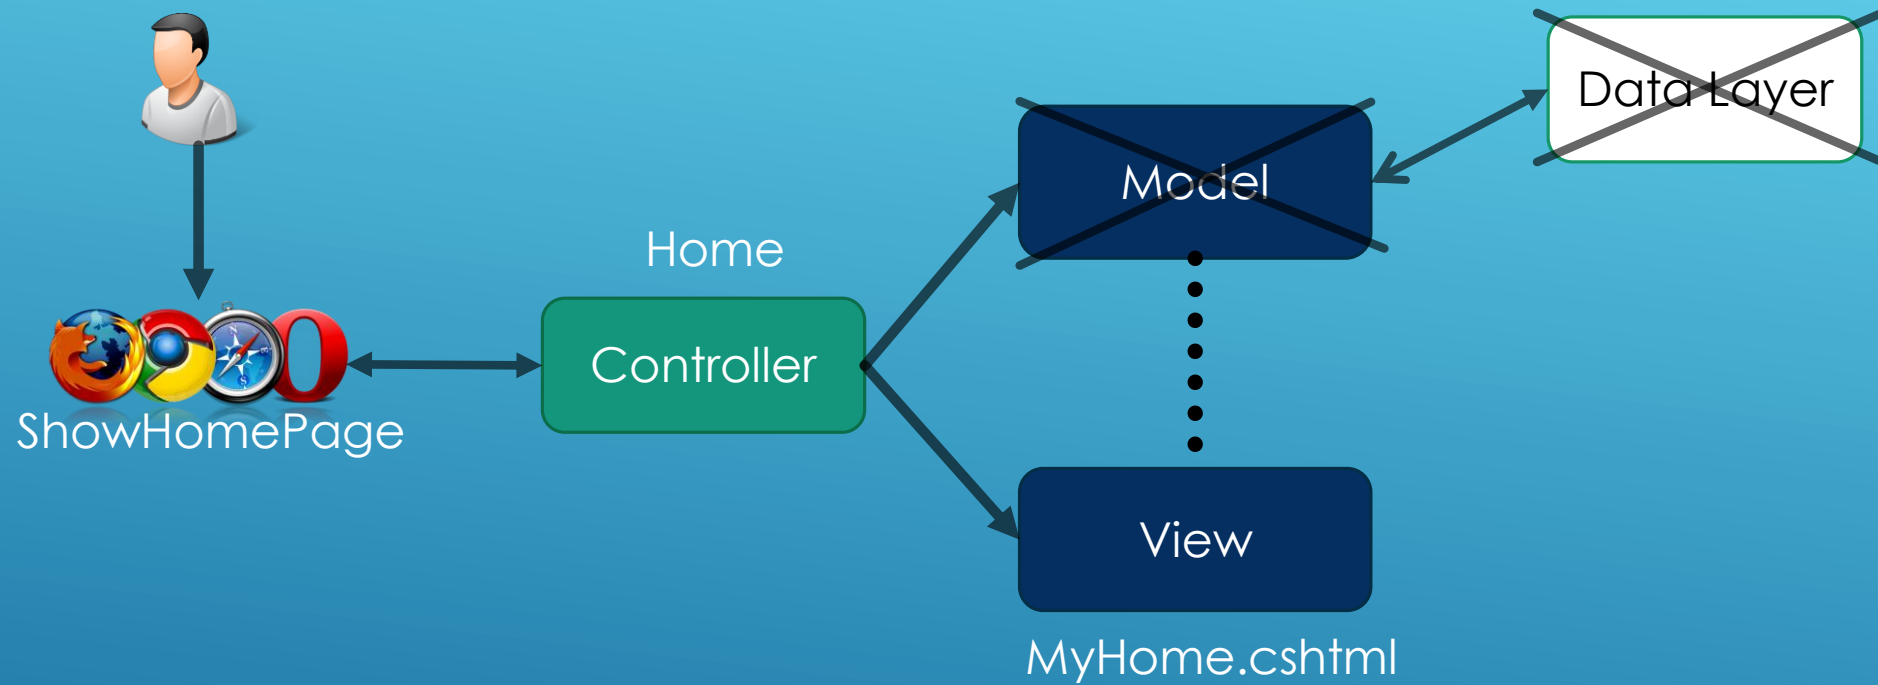 Data Layer
Model
Home
Controller
ShowHomePage
View
MyHome.cshtml